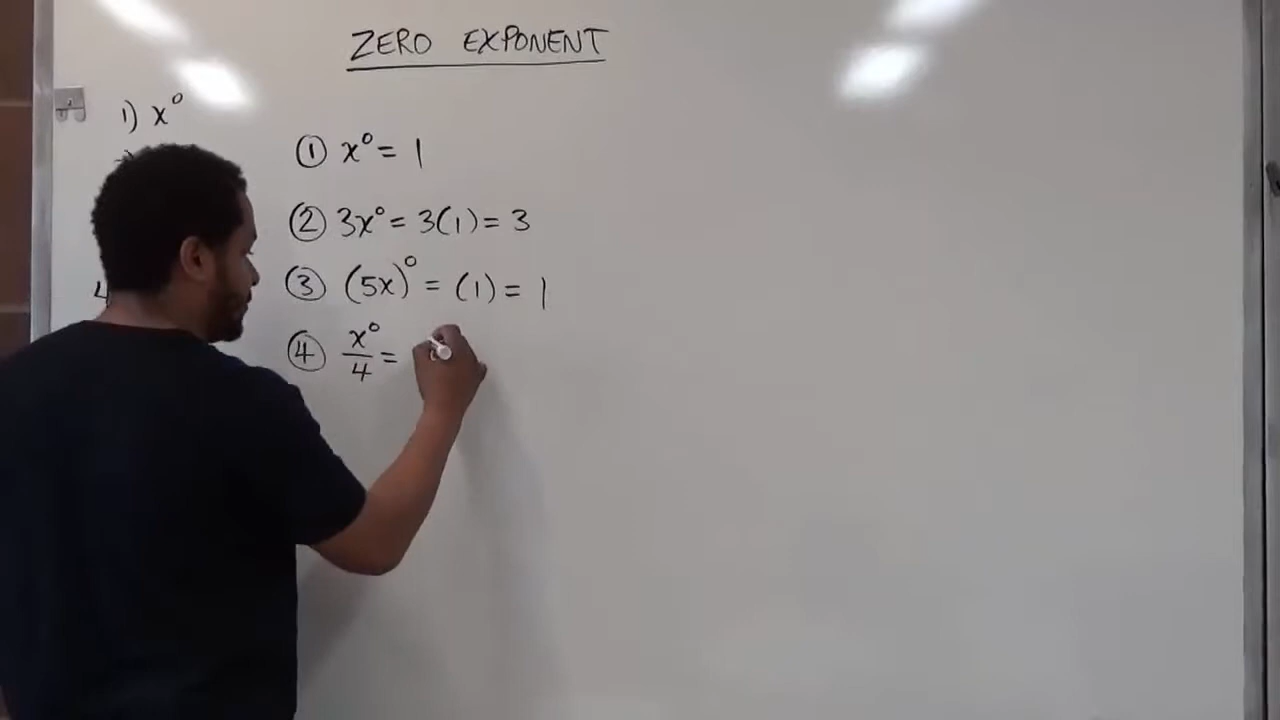 ZERO EXPONENT
1) x⁰
① x⁰ = 1
② 3x⁰ = 3(1) = 3
③ (5x)⁰ = (1) = 1
4
④ x⁰/4 =